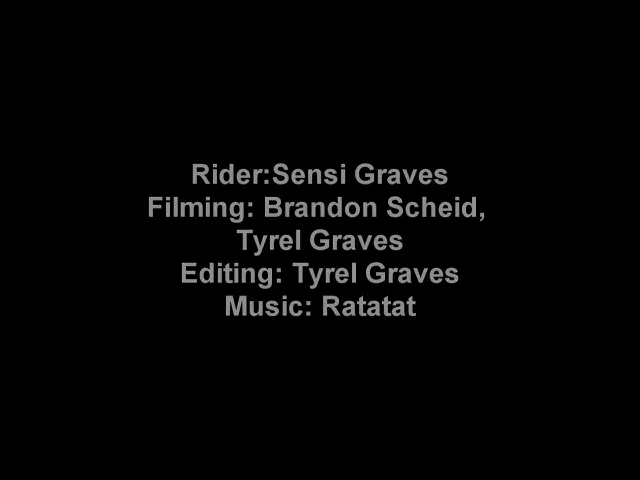 Rider:Sensi Graves
Filming: Brandon Scheid,
Tyrel Graves
Editing: Tyrel Graves
Music: Ratatat